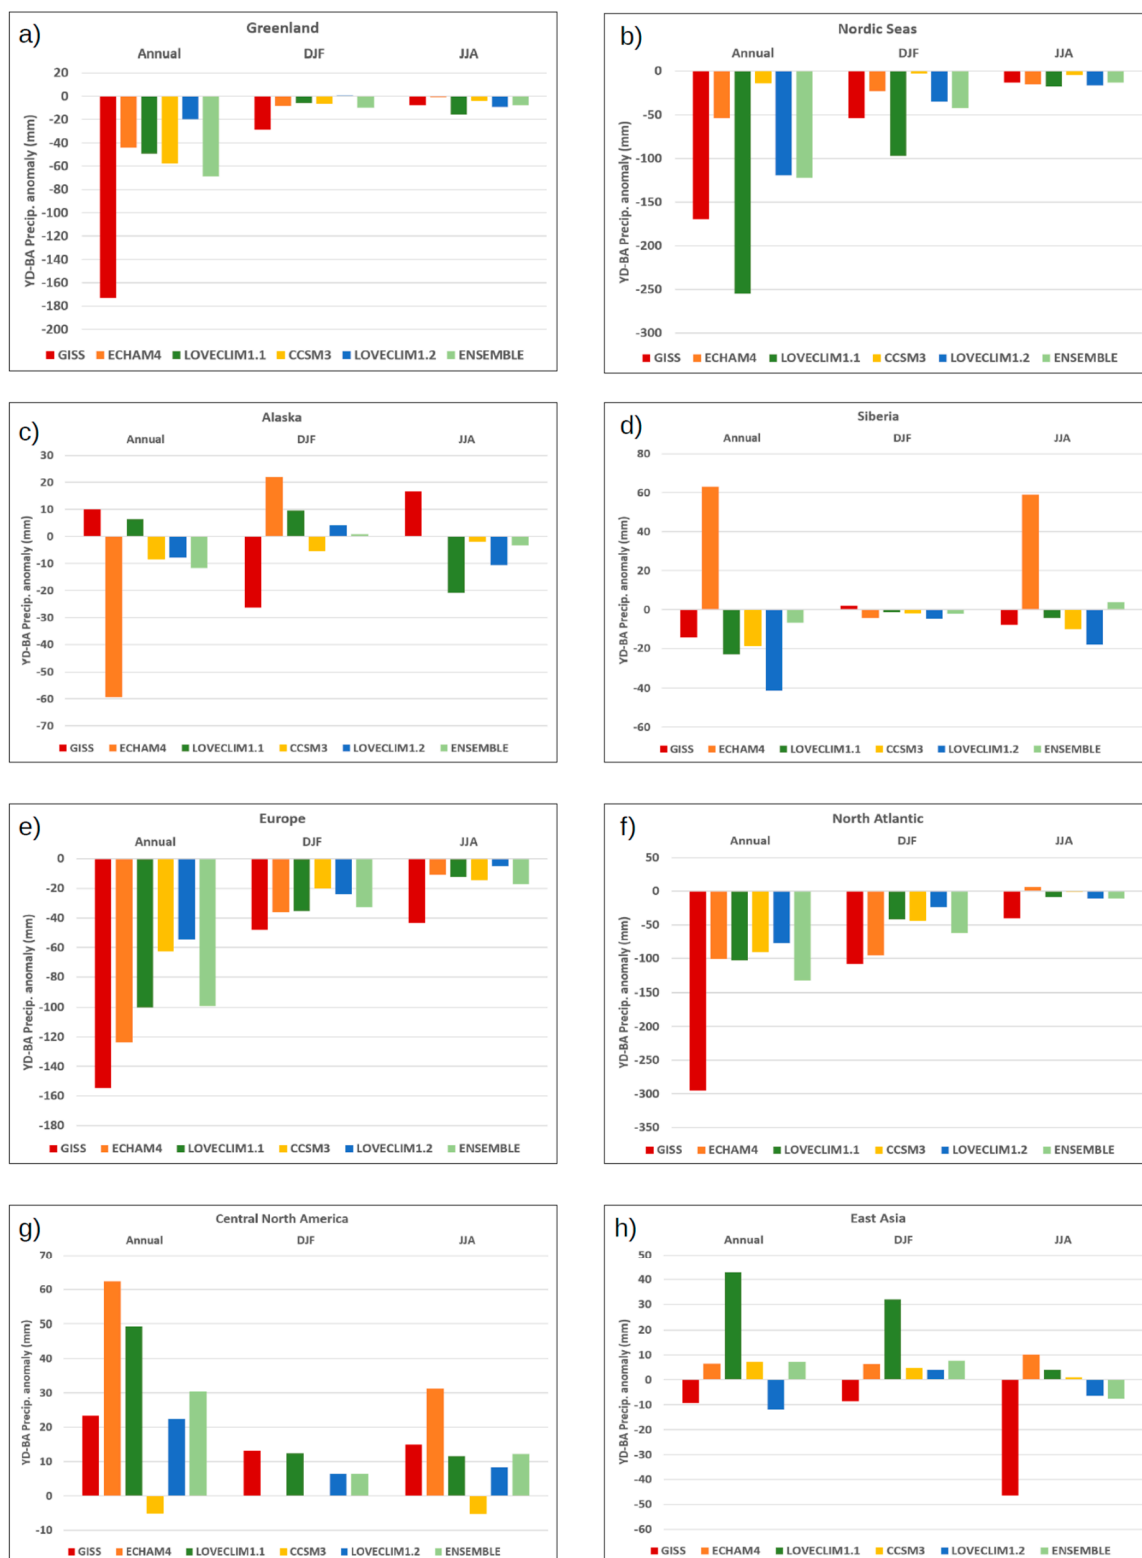 a)
Greenland
Annual DJF JJA
YD-BA Precip. anomaly (mm)
20
0
-20
-40
-60
-80
-100
-120
-140
-160
-180
-200
GISS ECHAM4 LOVECLIM1.1 CCSM3 LOVECLIM1.2 ENSEMBLE
b)
Nordic Seas
Annual DJF JJA
YD-BA Precip. anomaly (mm)
0
-50
-100
-150
-200
-250
-300
GISS ECHAM4 LOVECLIM1.1 CCSM3 LOVECLIM1.2 ENSEMBLE
c)
Alaska
Annual DJF JJA
YD-BA Precip. anomaly (mm)
30
20
10
0
-10
-20
-30
-40
-50
-60
-70
GISS ECHAM4 LOVECLIM1.1 CCSM3 LOVECLIM1.2 ENSEMBLE
d)
Siberia
Annual DJF JJA
YD-BA Precip. anomaly (mm)
80
60
40
20
0
-20
-40
-60
GISS ECHAM4 LOVECLIM1.1 CCSM3 LOVECLIM1.2 ENSEMBLE
e)
Europe
Annual DJF JJA
YD-BA Precip. anomaly (mm)
0
-20
-40
-60
-80
-100
-120
-140
-160
-180
GISS ECHAM4 LOVECLIM1.1 CCSM3 LOVECLIM1.2 ENSEMBLE
f)
North Atlantic
Annual DJF JJA
YD-BA Precip. anomaly (mm)
50
0
-50
-100
-150
-200
-250
-300
-350
GISS ECHAM4 LOVECLIM1.1 CCSM3 LOVECLIM1.2 ENSEMBLE
g)
Central North America
Annual DJF JJA
YD-BA Precip. anomaly (mm)
70
60
50
40
30
20
10
0
-10
GISS ECHAM4 LOVECLIM1.1 CCSM3 LOVECLIM1.2 ENSEMBLE
h)
East Asia
Annual DJF JJA
YD-BA Precip. anomaly (mm)
50
40
30
20
10
0
-10
-20
-30
-40
-50
-60
GISS ECHAM4 LOVECLIM1.1 CCSM3 LOVECLIM1.2 ENSEMBLE